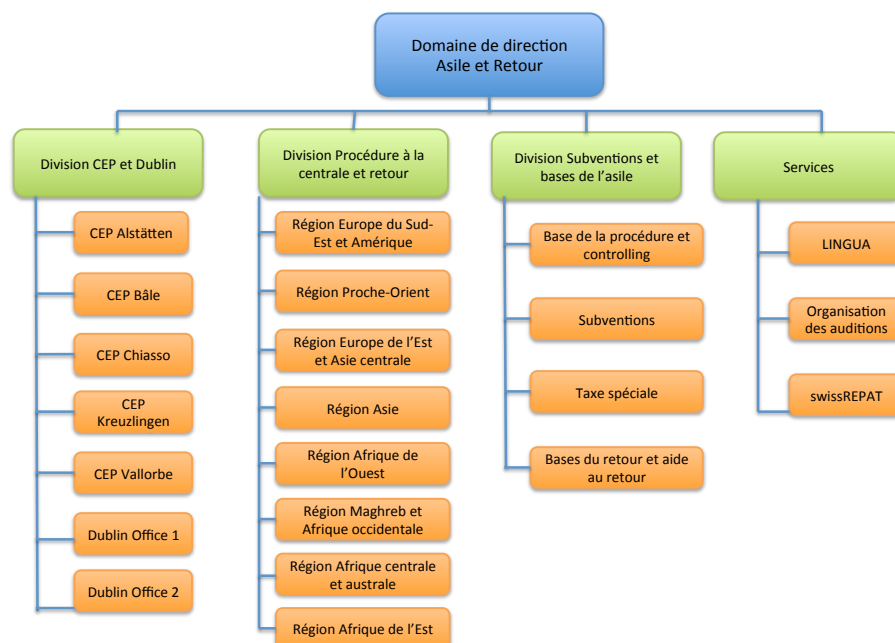 Domaine de direction
Asile et Retour
Division CEP et Dublin
CEP Alstätten
CEP Bâle
CEP Chiasso
CEP
Kreuzlingen
CEP Vallorbe
Dublin Office 1
Dublin Office 2
Division Procédure à la
centrale et retour
Région Europe du Sud-
Est et Amérique
Région Proche-Orient
Région Europe de l'Est
et Asie centrale
Région Asie
Région Afrique de
l'Ouest
Région Maghreb et
Afrique occidentale
Région Afrique centrale
et australe
Région Afrique de l'Est
Division Subventions et
bases de l'asile
Base de la procédure et
controlling
Subventions
Taxe spéciale
Bases du retour et aide
au retour
Services
LINGUA
Organisation
des auditions
swissREPAT